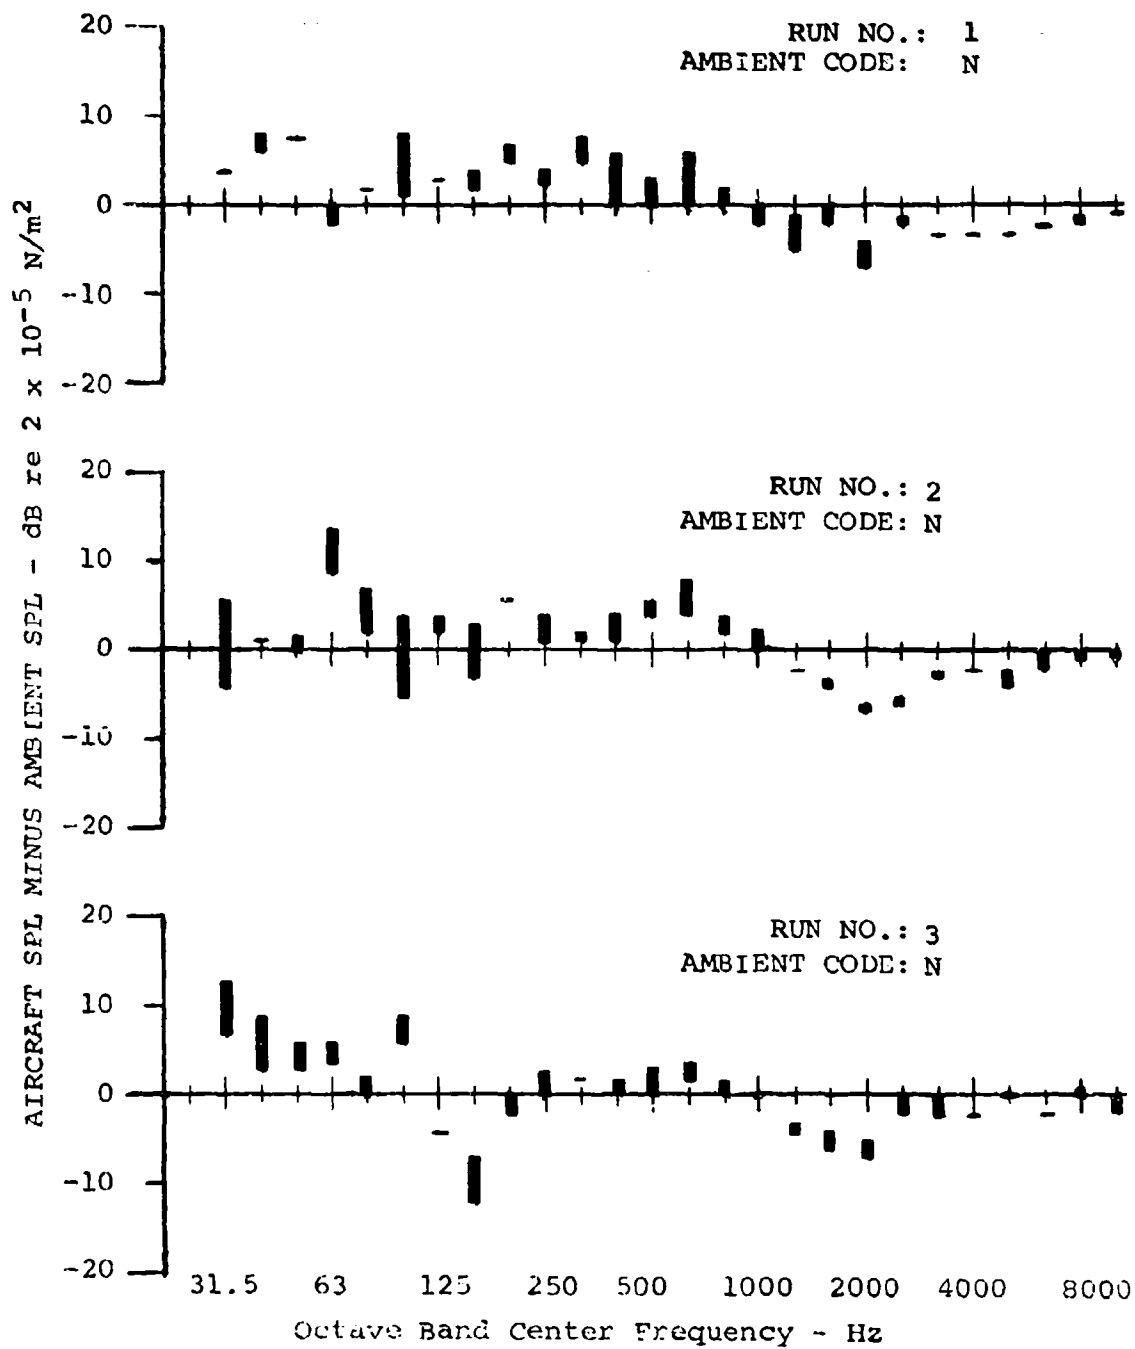 AIRCRAFT SPL MINUS AMBIENT SPL - dB re 2 x 10-5 N/m2
RUN NO.: 1
AMBIENT CODE: N
20
10
0
-10
-20
RUN NO.: 2
AMBIENT CODE: N
20
10
0
-10
-20
RUN NO.: 3
AMBIENT CODE: N
20
10
0
-10
-20
31.5 63 125 250 500 1000 2000 4000 8000
Octave Band Center Frequency - Hz